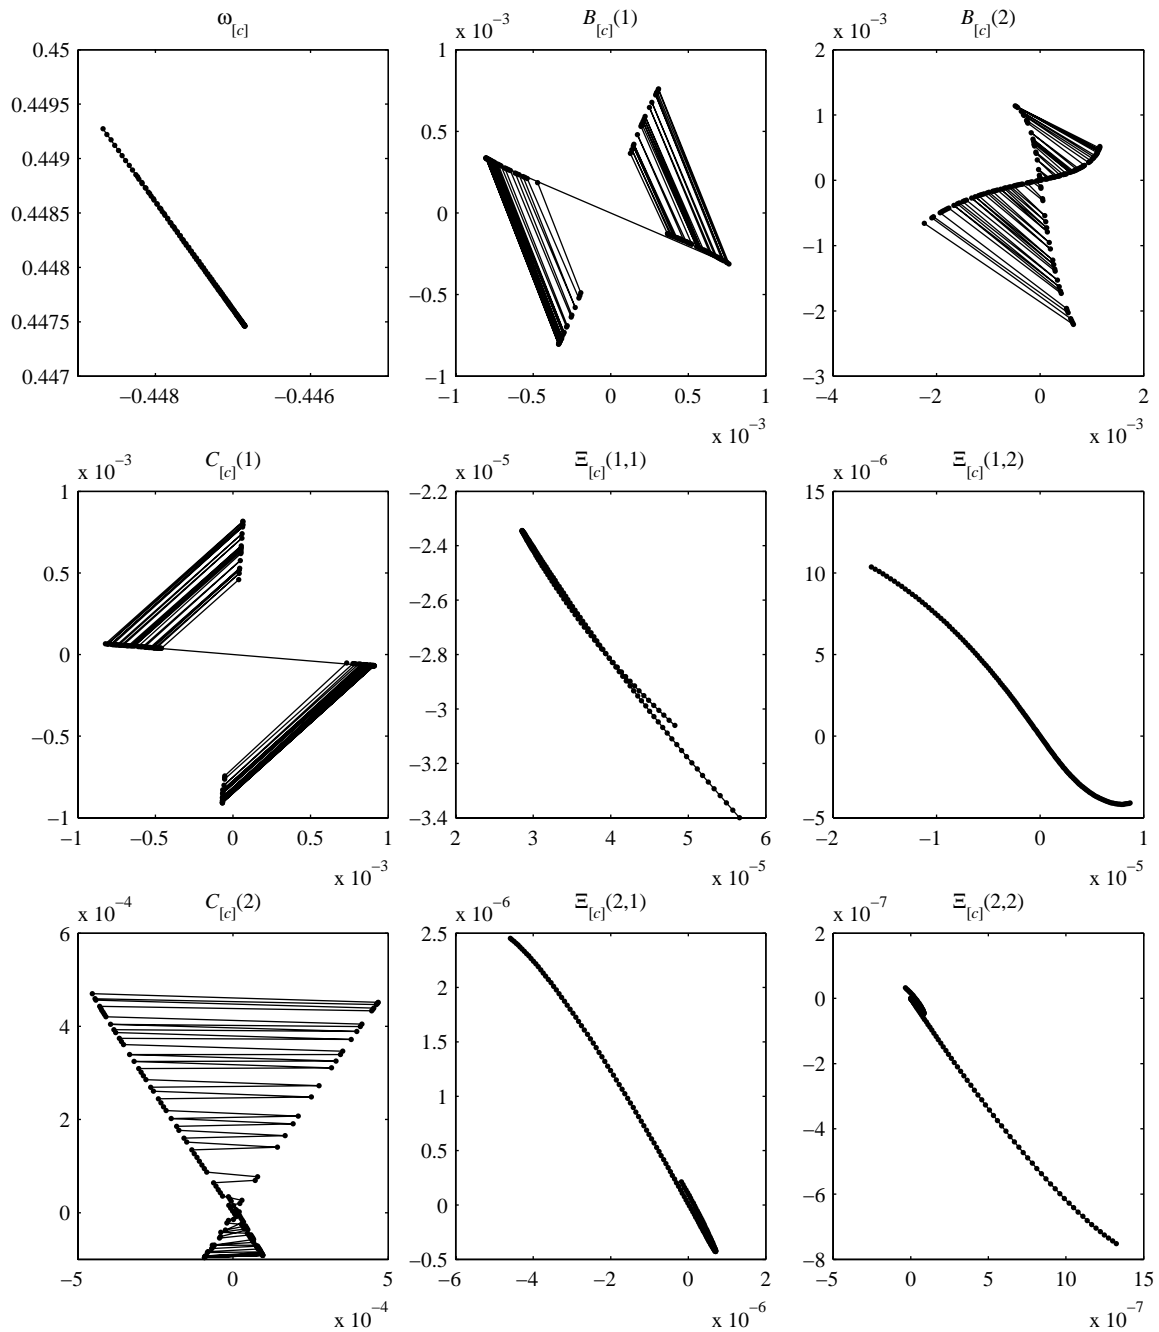 ω[c]
x 10−3 B[c](1)
x 10−3 B[c](2)
0.45
0.4495
0.449
0.4485
0.448
0.4475
0.447
−0.448 −0.446
1
0.5
0
−0.5
−1
−1 −0.5 0 0.5 1
x 10−3
2
1
0
−1
−2
−3
−4 −2 0 2
x 10−3
x 10−3 C[c](1)
x 10−5 Ξ[c](1,1)
x 10−6 Ξ[c](1,2)
1
0.5
0
−0.5
−1
−1 −0.5 0 0.5 1
x 10−3
−2.2
−2.4
−2.6
−2.8
−3
−3.2
−3.4
2 3 4 5 6
x 10−5
15
10
5
0
−5
−2 −1 0 1
x 10−5
x 10−4 C[c](2)
x 10−6 Ξ[c](2,1)
x 10−7 Ξ[c](2,2)
6
4
2
0
−5 0 5
x 10−4
2.5
2
1.5
1
0.5
0
−0.5
−6 −4 −2 0 2
x 10−6
2
0
−2
−4
−6
−8
−5 0 5 10 15
x 10−7